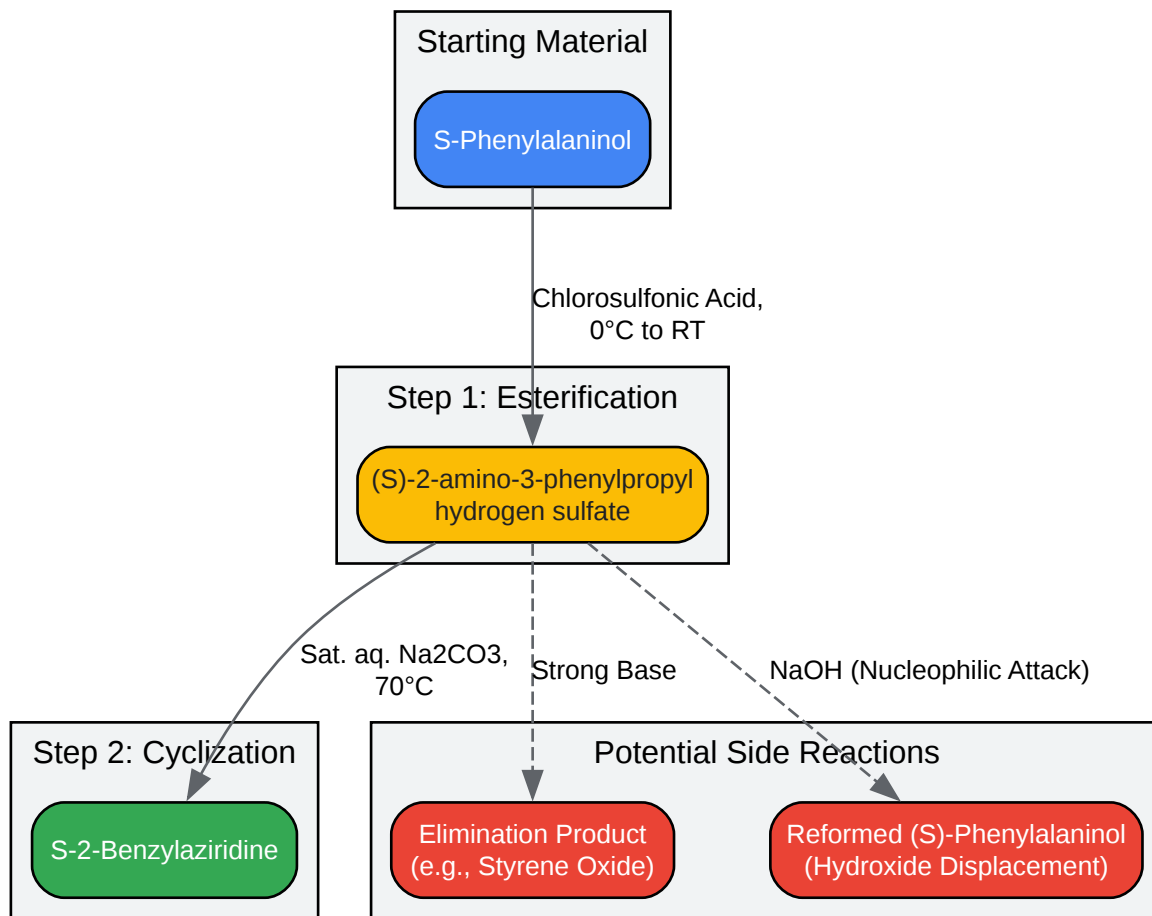 Starting Material
S-Phenylalaninol
Chlorosulfonic Acid,
0°C to RT
Step 1: Esterification
(S)-2-amino-3-phenylpropyl
hydrogen sulfate
Sat. aq. Na2CO3,
70°C
Strong Base
NaOH (Nucleophilic Attack)
Step 2: Cyclization
S-2-Benzylaziridine
Potential Side Reactions
Elimination Product
(e.g., Styrene Oxide)
Reformed (S)-Phenylalaninol
(Hydroxide Displacement)